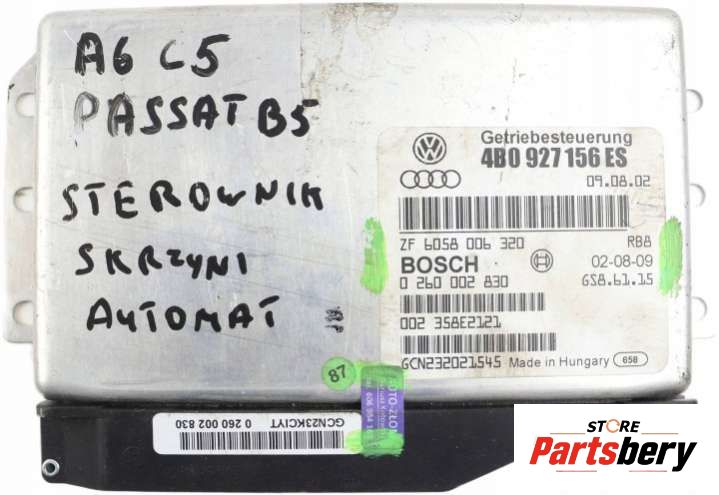 A6 C5
PASSAT B5
STEROWNIK
SKRZYNI
AUTOMAT
Getriebesteuerung
4B0 927 156 ES
09.08.02
ZF 6058 006 320 RBB
BOSCH 02-08-09
0 260 002 830 GS8.61.15
002 358E2121
GCN232021545 Made in Hungary 658
87
GCN23KCIYT 0 260 002 830
STORE
Partsbery